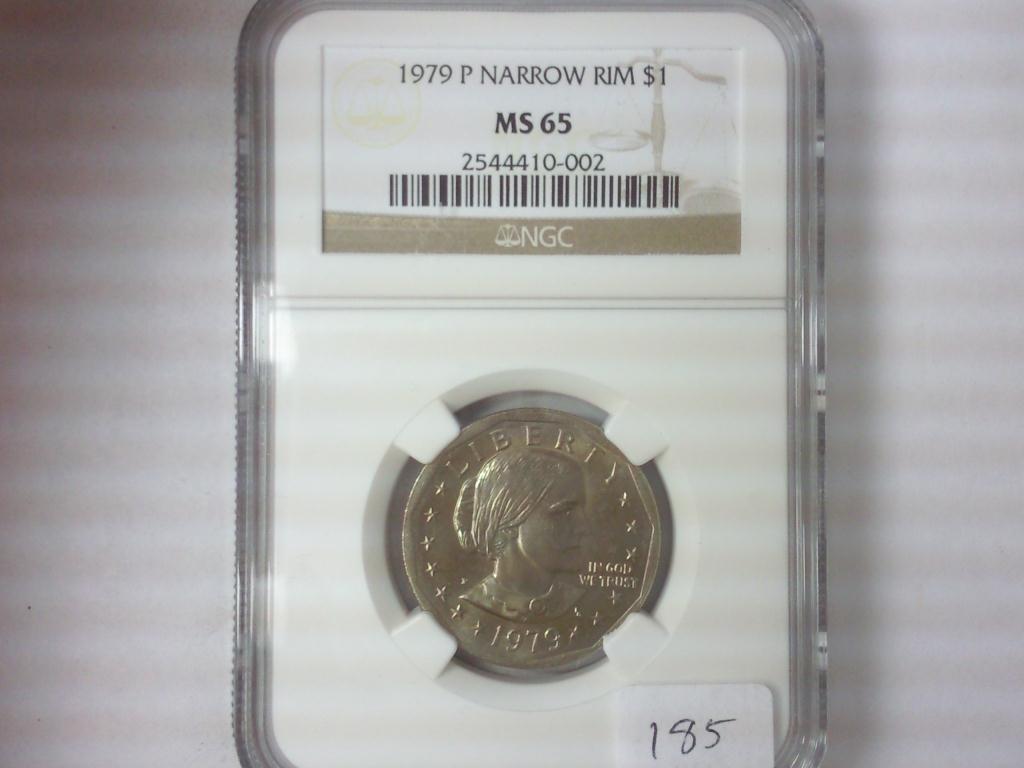 1979 P NARROW RIM $1
MS 65
2544410-002
NGC
LIBERTY
IN GOD
WE TRUST
1979
185